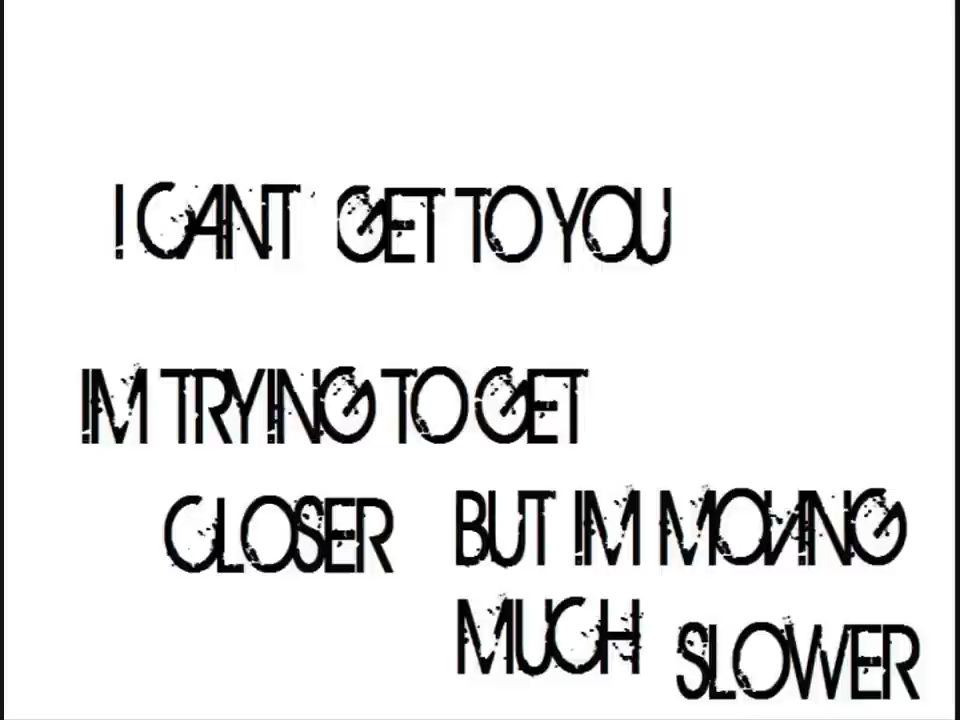 I CANT GET TO YOU
IM TRYING TO GET
CLOSER BUT IM MOVING
MUCH SLOWER